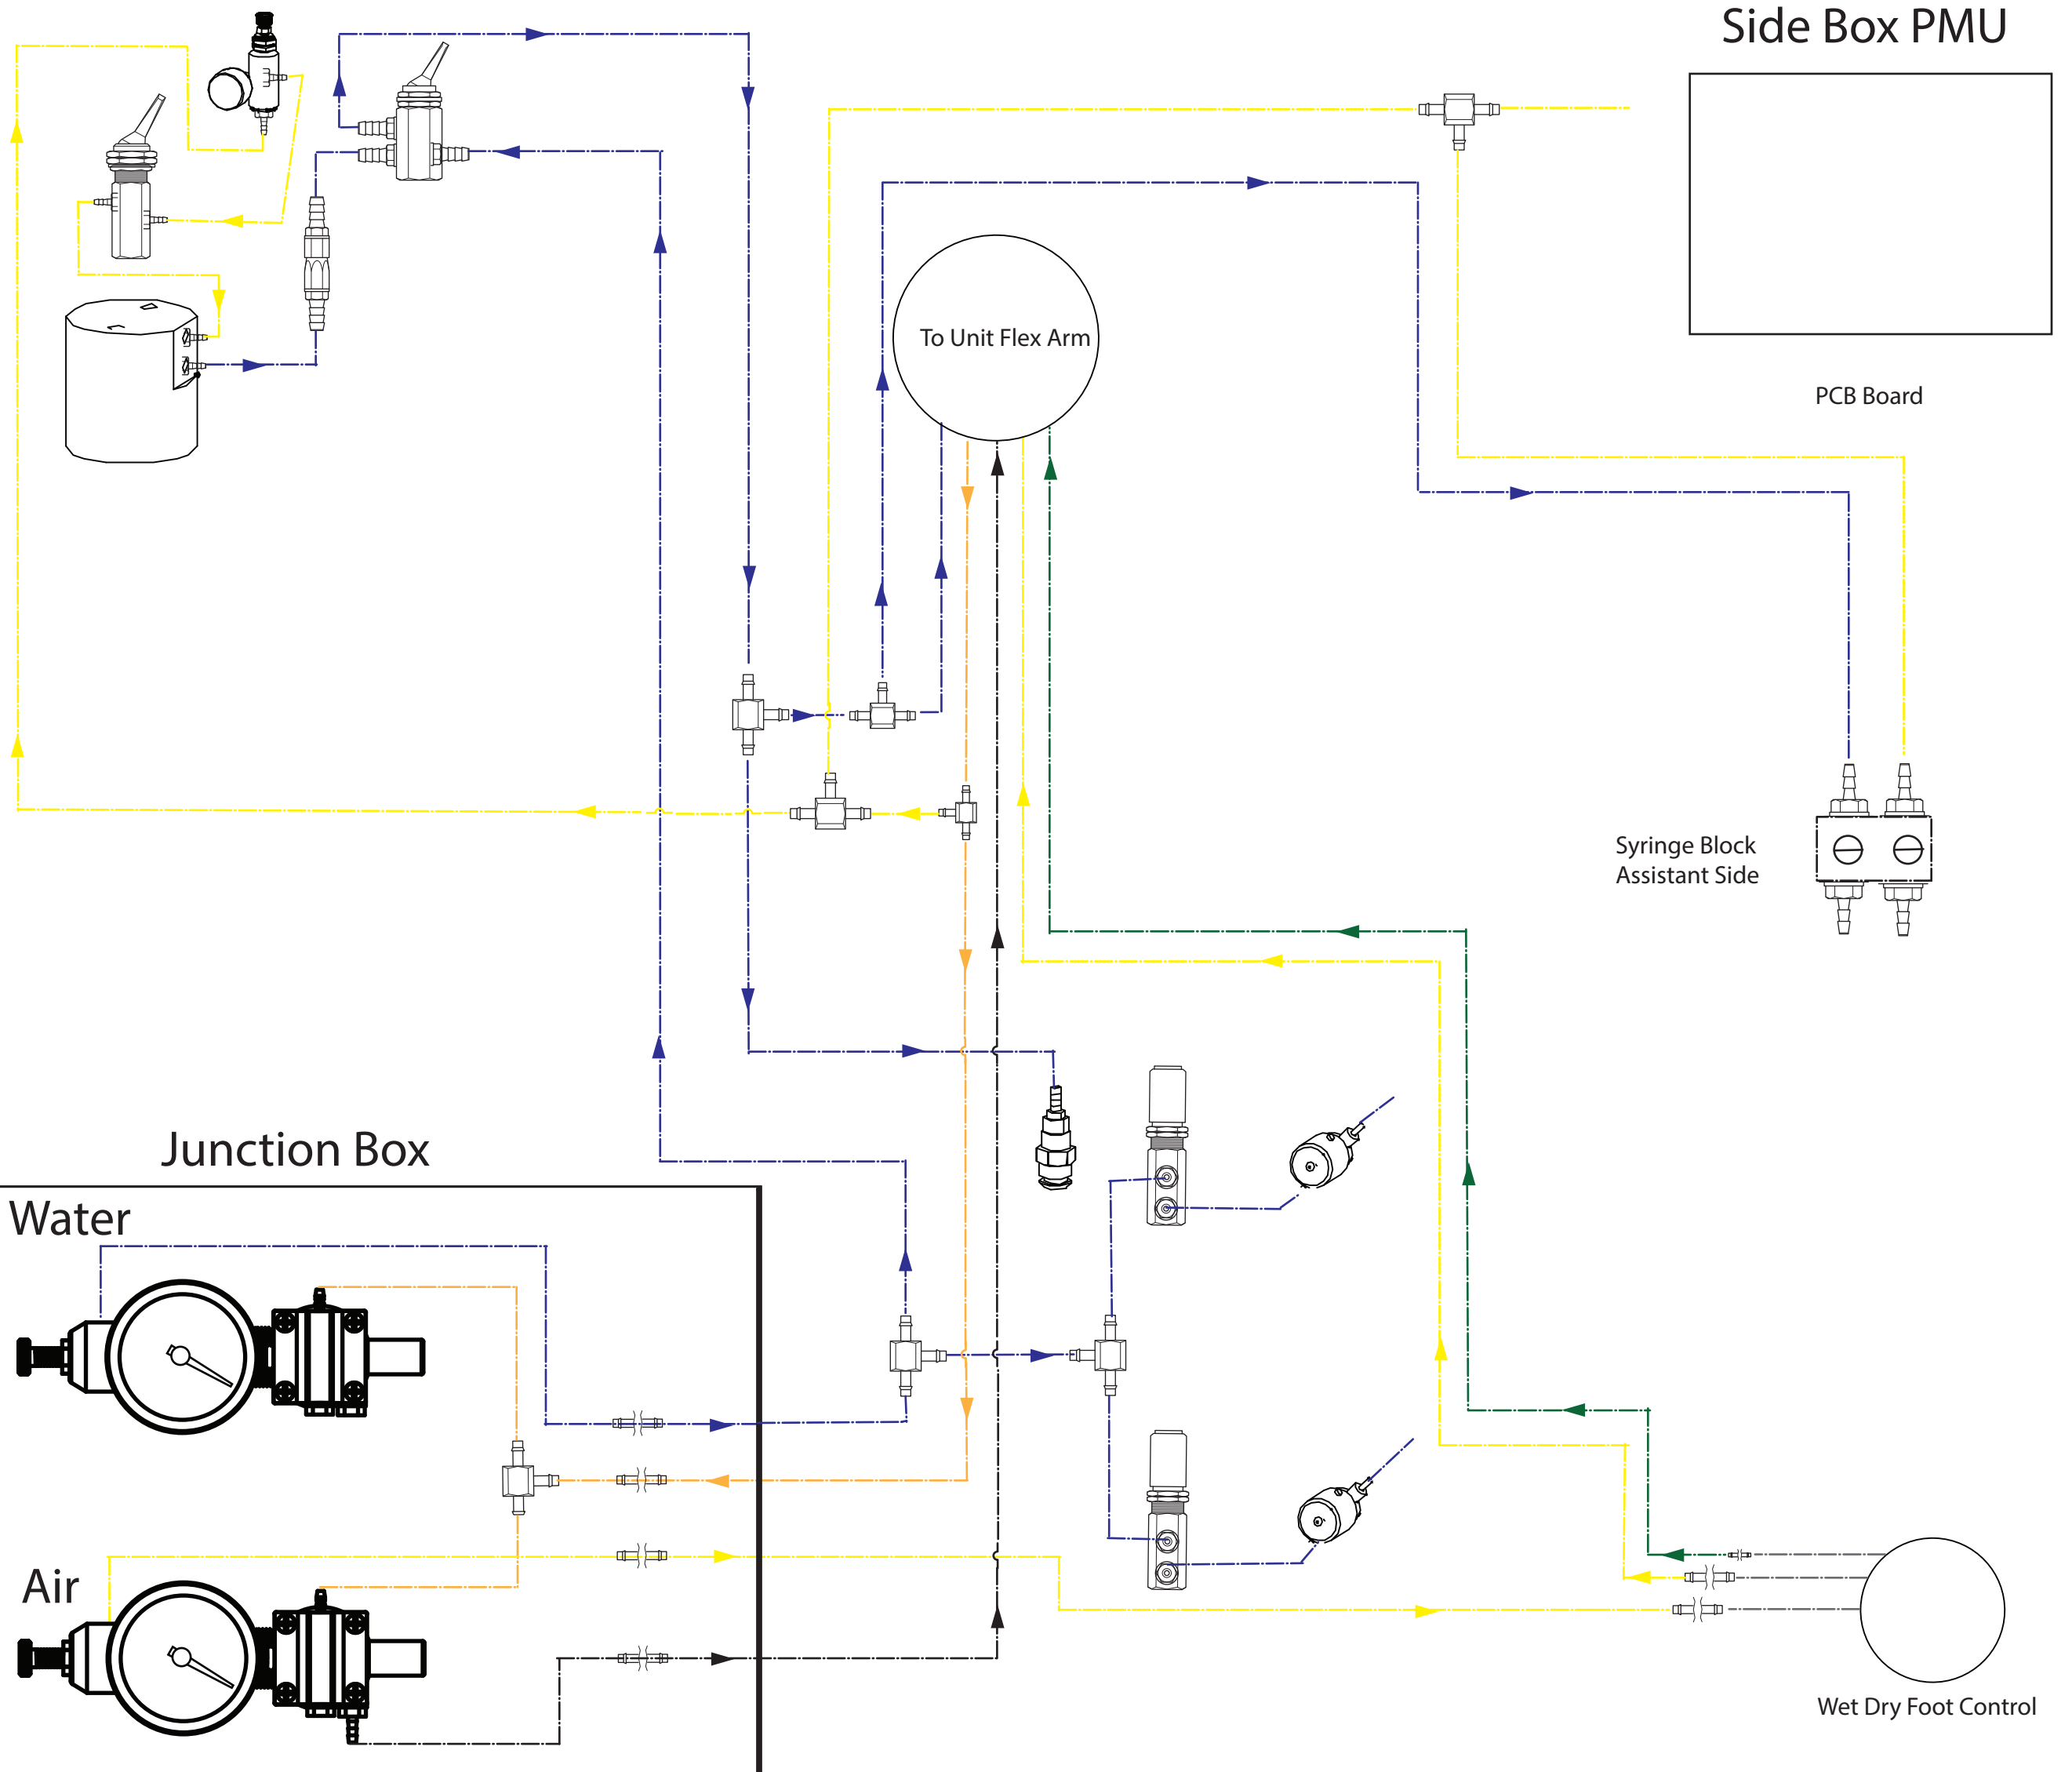 Side Box PMU
To Unit Flex Arm
PCB Board
Syringe Block
Assistant Side
Junction Box
Water
Air
Wet Dry Foot Control